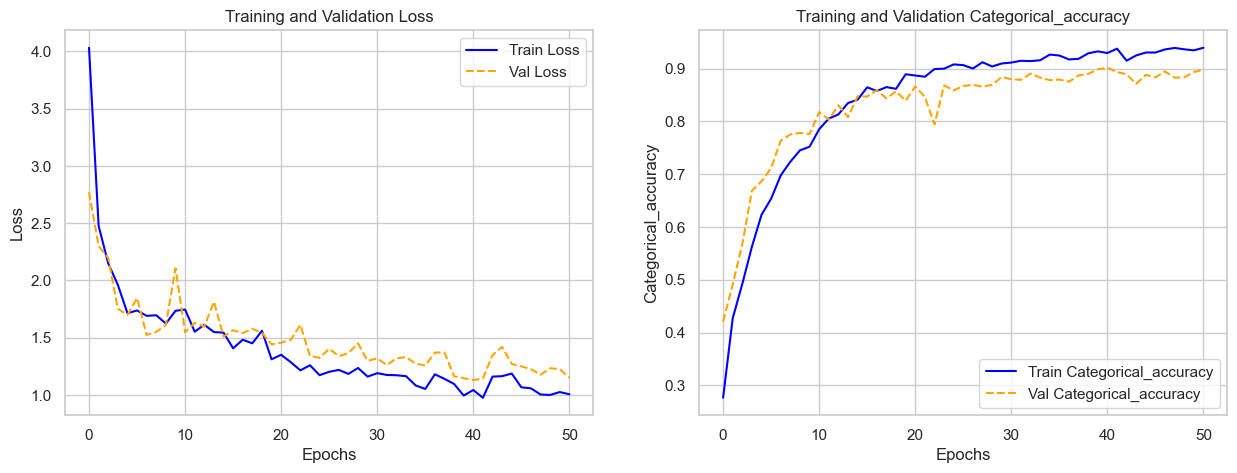 Training and Validation Loss
4.0
3.5
3.0
2.5
2.0
1.5
1.0
Loss
Train Loss
Val Loss
0 10 20 30 40 50
Epochs
Training and Validation Categorical_accuracy
0.9
0.8
0.7
0.6
0.5
0.4
0.3
Categorical_accuracy
Train Categorical_accuracy
Val Categorical_accuracy
0 10 20 30 40 50
Epochs